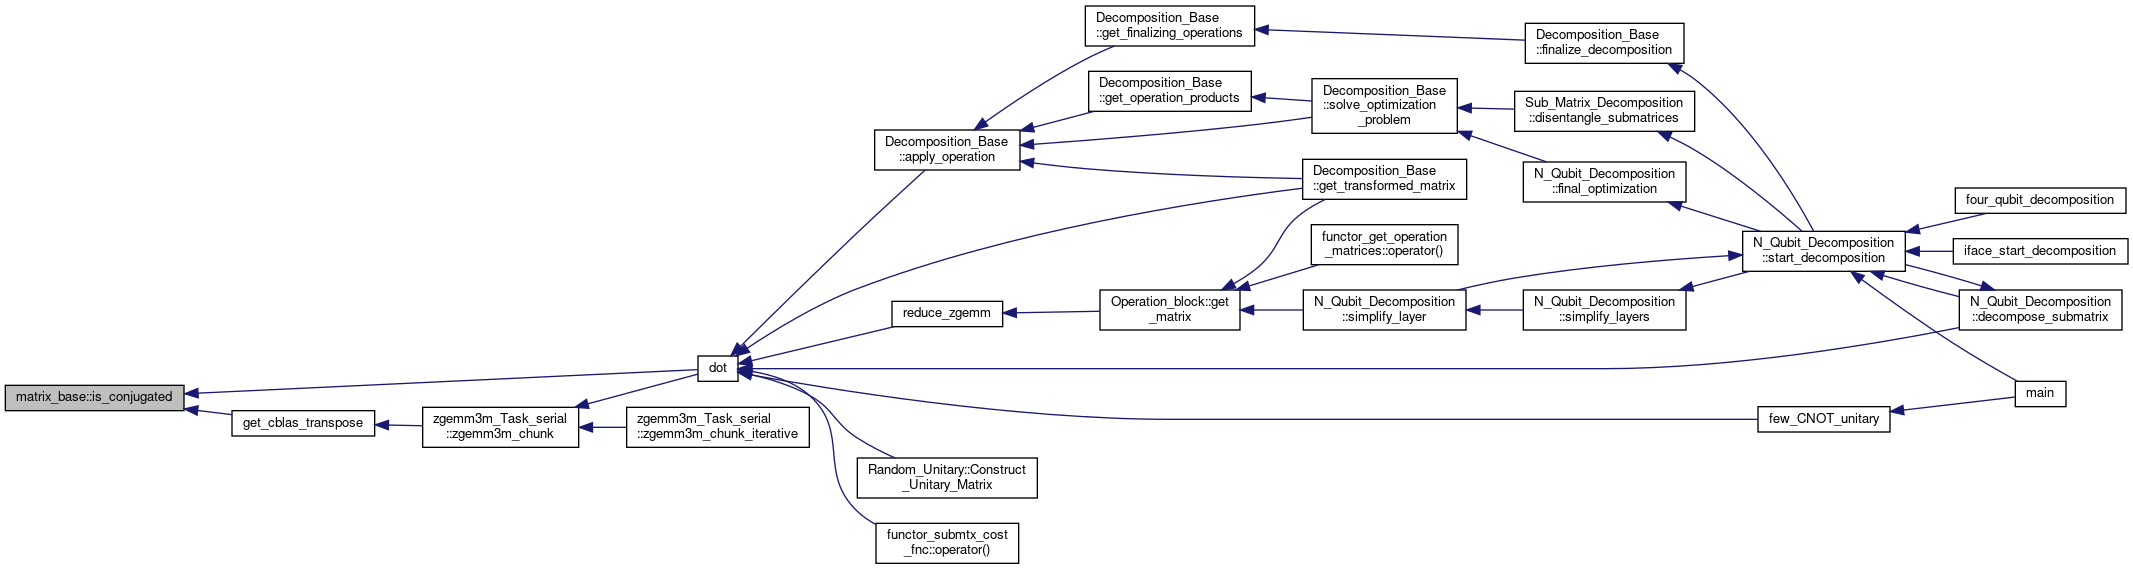 matrix_base::is_conjugated
get_cblas_transpose
zgemm3m_Task_serial
::zgemm3m_chunk
zgemm3m_Task_serial
::zgemm3m_chunk_iterative
dot
Decomposition_Base
::apply_operation
reduce_zgemm
Random_Unitary::Construct
_Unitary_Matrix
functor_submtx_cost
_fnc::operator()
Decomposition_Base
::get_finalizing_operations
Decomposition_Base
::get_operation_products
Operation_block::get
_matrix
Decomposition_Base
::solve_optimization
_problem
Decomposition_Base
::get_transformed_matrix
functor_get_operation
_matrices::operator()
N_Qubit_Decomposition
::simplify_layer
Decomposition_Base
::finalize_decomposition
Sub_Matrix_Decomposition
::disentangle_submatrices
N_Qubit_Decomposition
::final_optimization
N_Qubit_Decomposition
::simplify_layers
N_Qubit_Decomposition
::start_decomposition
few_CNOT_unitary
four_qubit_decomposition
iface_start_decomposition
N_Qubit_Decomposition
::decompose_submatrix
main